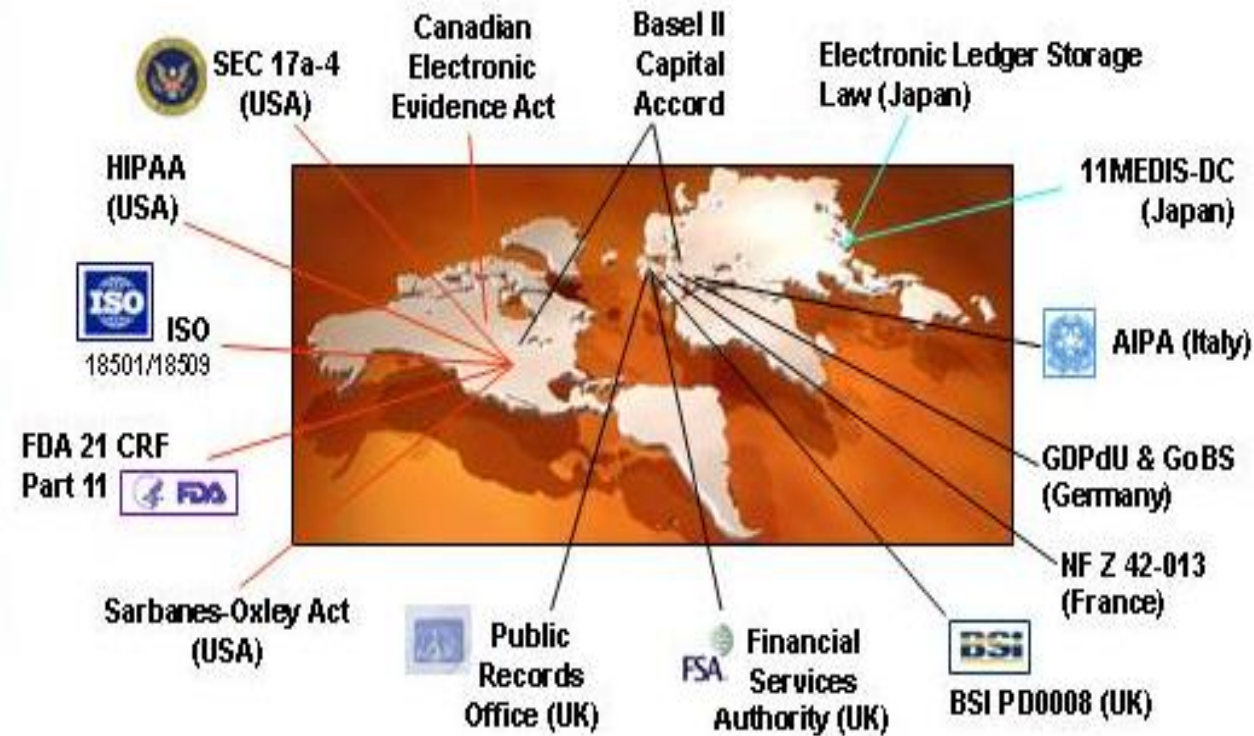 SEC 17a-4
(USA)
Canadian
Electronic
Evidence Act
Basel II
Capital
Accord
Electronic Ledger Storage
Law (Japan)
HIPAA
(USA)
11MEDIS-DC
(Japan)
ISO
ISO
18501/18509
AIPA (Italy)
FDA 21 CRF
Part 11
FDA
GDPdU & GoBS
(Germany)
NF Z 42-013
(France)
Sarbanes-Oxley Act
(USA)
Public
Records
Office (UK)
FSA
Financial
Services
Authority (UK)
BSI
BSI PD0008 (UK)